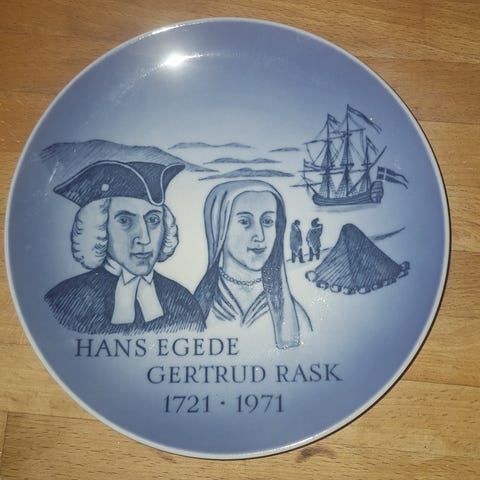 HANS EGEDE
GERTRUD RASK
1721 · 1971